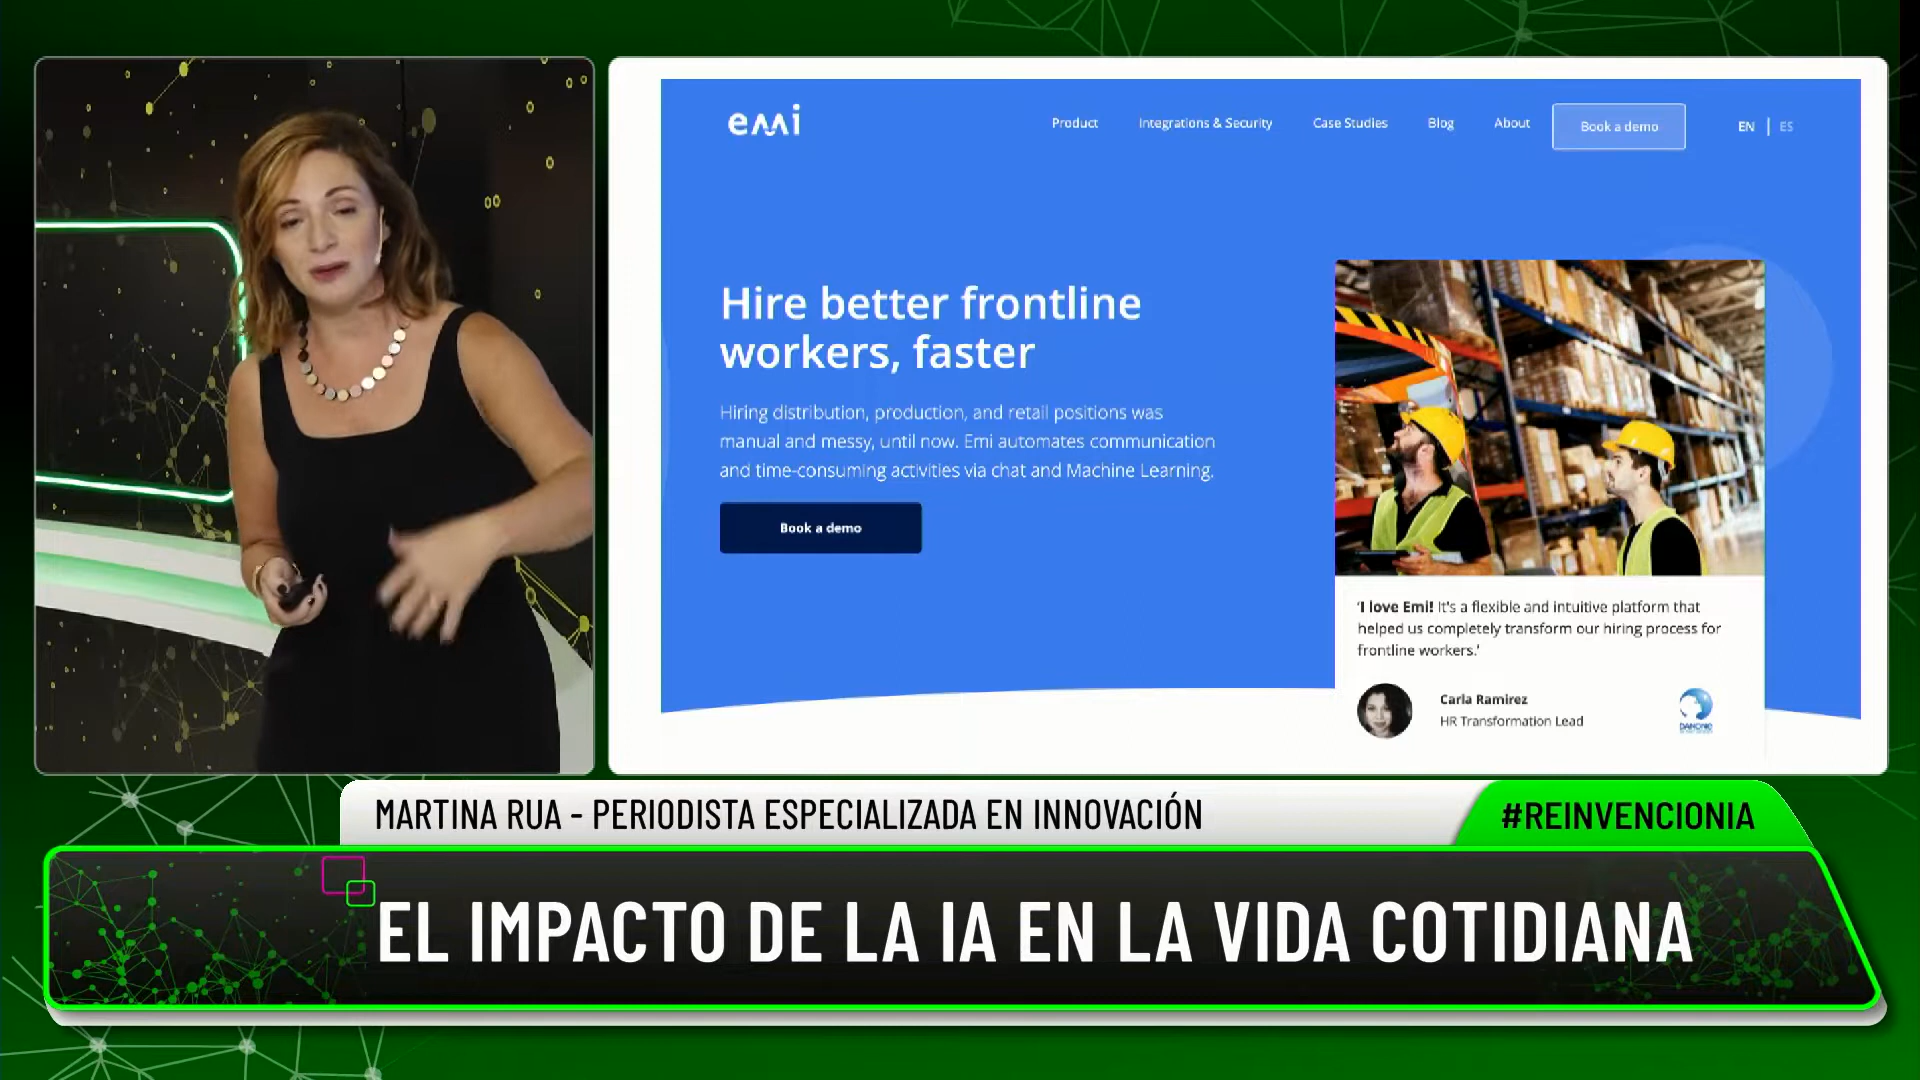 emi
Product
Integrations & Security
Case Studies
Blog
About
Book a demo
EN | ES
Hire better frontline
workers, faster
Hiring distribution, production, and retail positions was
manual and messy, until now. Emi automates communication
and time-consuming activities via chat and Machine Learning.
Book a demo
'I love Emi! It's a flexible and intuitive platform that
helped us completely transform our hiring process for
frontline workers.'
Carla Ramirez
HR Transformation Lead
DANONE
MARTINA RUA - PERIODISTA ESPECIALIZADA EN INNOVACIÓN
#REINVENCIONIA
EL IMPACTO DE LA IA EN LA VIDA COTIDIANA